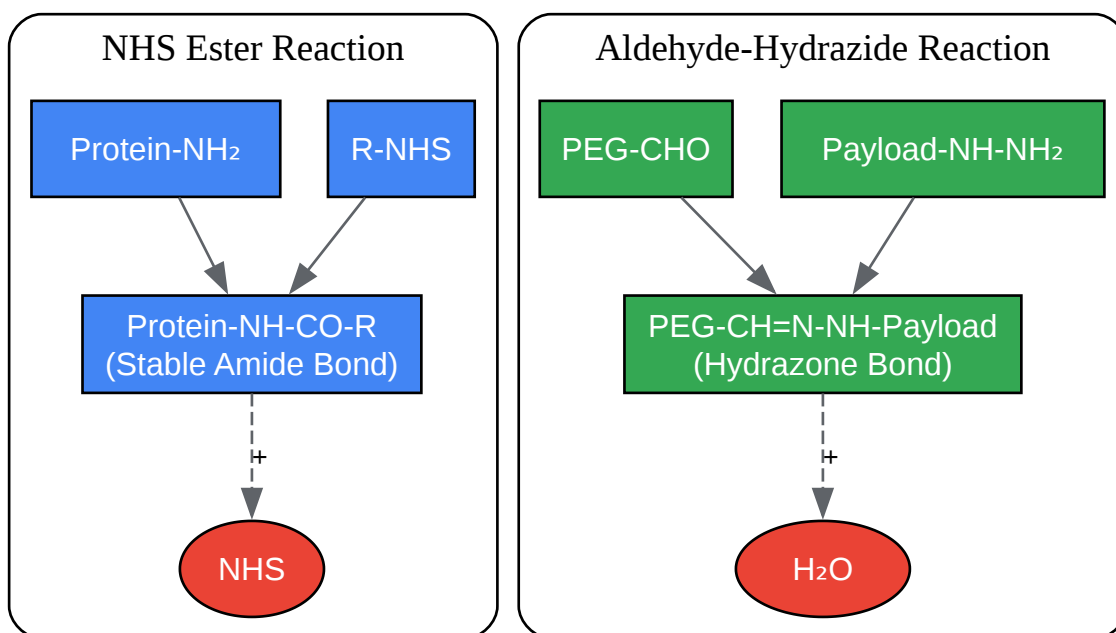 NHS Ester Reaction
Protein-NH₂
R-NHS
Protein-NH-CO-R
(Stable Amide Bond)
+
NHS
Aldehyde-Hydrazide Reaction
PEG-CHO
Payload-NH-NH₂
PEG-CH=N-NH-Payload
(Hydrazone Bond)
+
H₂O